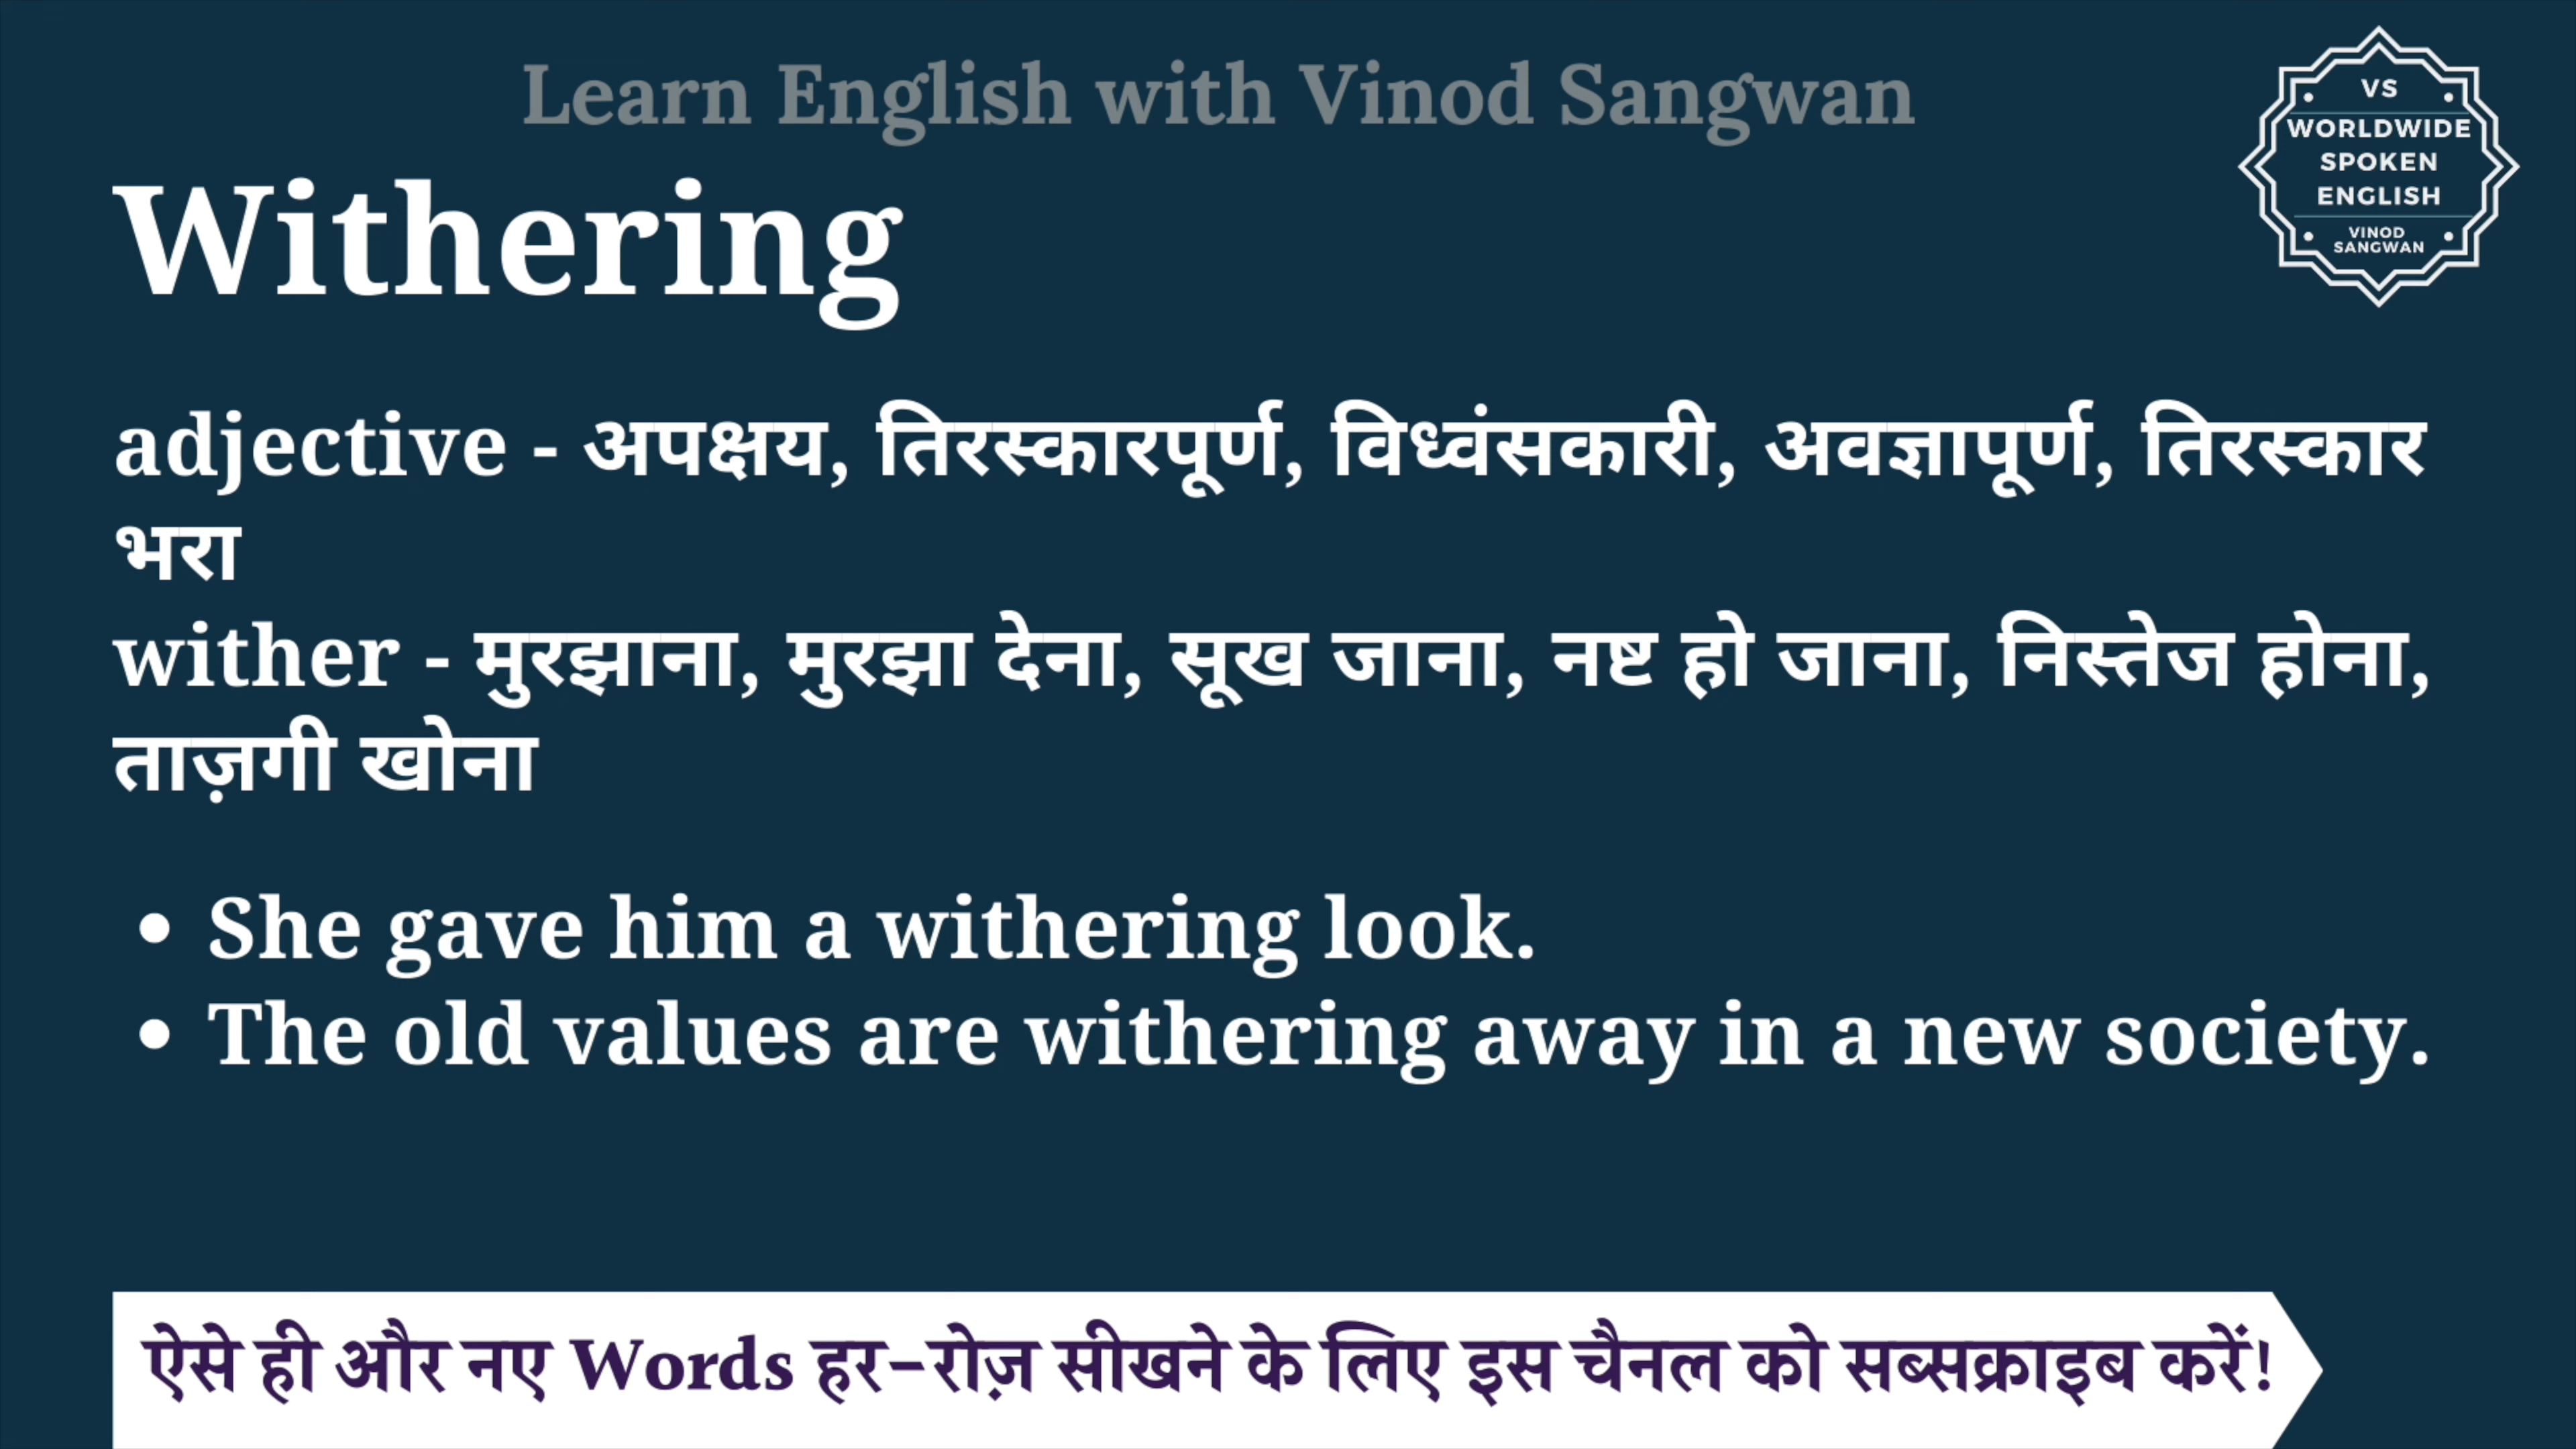 Learn English with Vinod Sangwan
VS
WORLDWIDE
SPOKEN
ENGLISH
VINOD
SANGWAN
Withering
adjective - अपक्षय, तिरस्कारपूर्ण, विध्वंसकारी, अवज्ञापूर्ण, तिरस्कार
भरा
wither - मुरझाना, मुरझा देना, सूख जाना, नष्ट हो जाना, निस्तेज होना,
ताज़गी खोना
• She gave him a withering look.
• The old values are withering away in a new society.
ऐसे ही और नए Words हर-रोज़ सीखने के लिए इस चैनल को सब्सक्राइब करें!